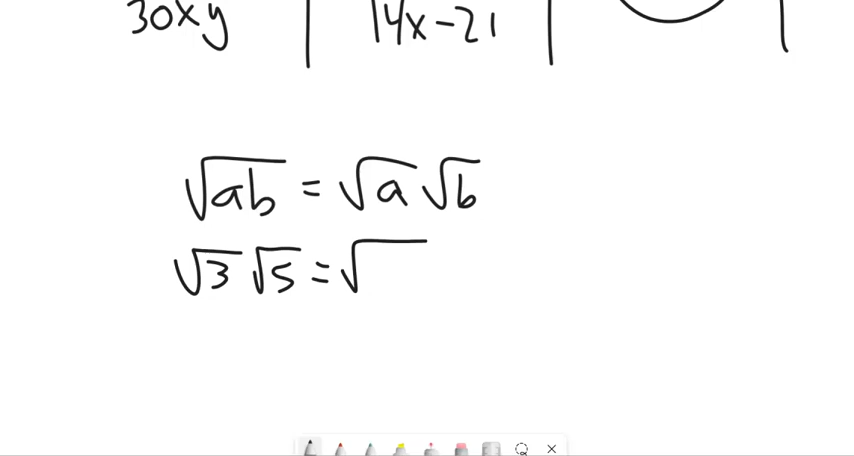 30xy 14x-21
√ab = √a √b
√3 √5 = √